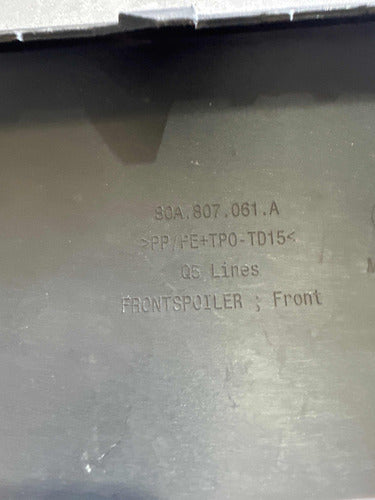 80A.807.061.A
>PP/PE+TPO-TD15<
Q5 Lines
FRONTSPOILER ; Front